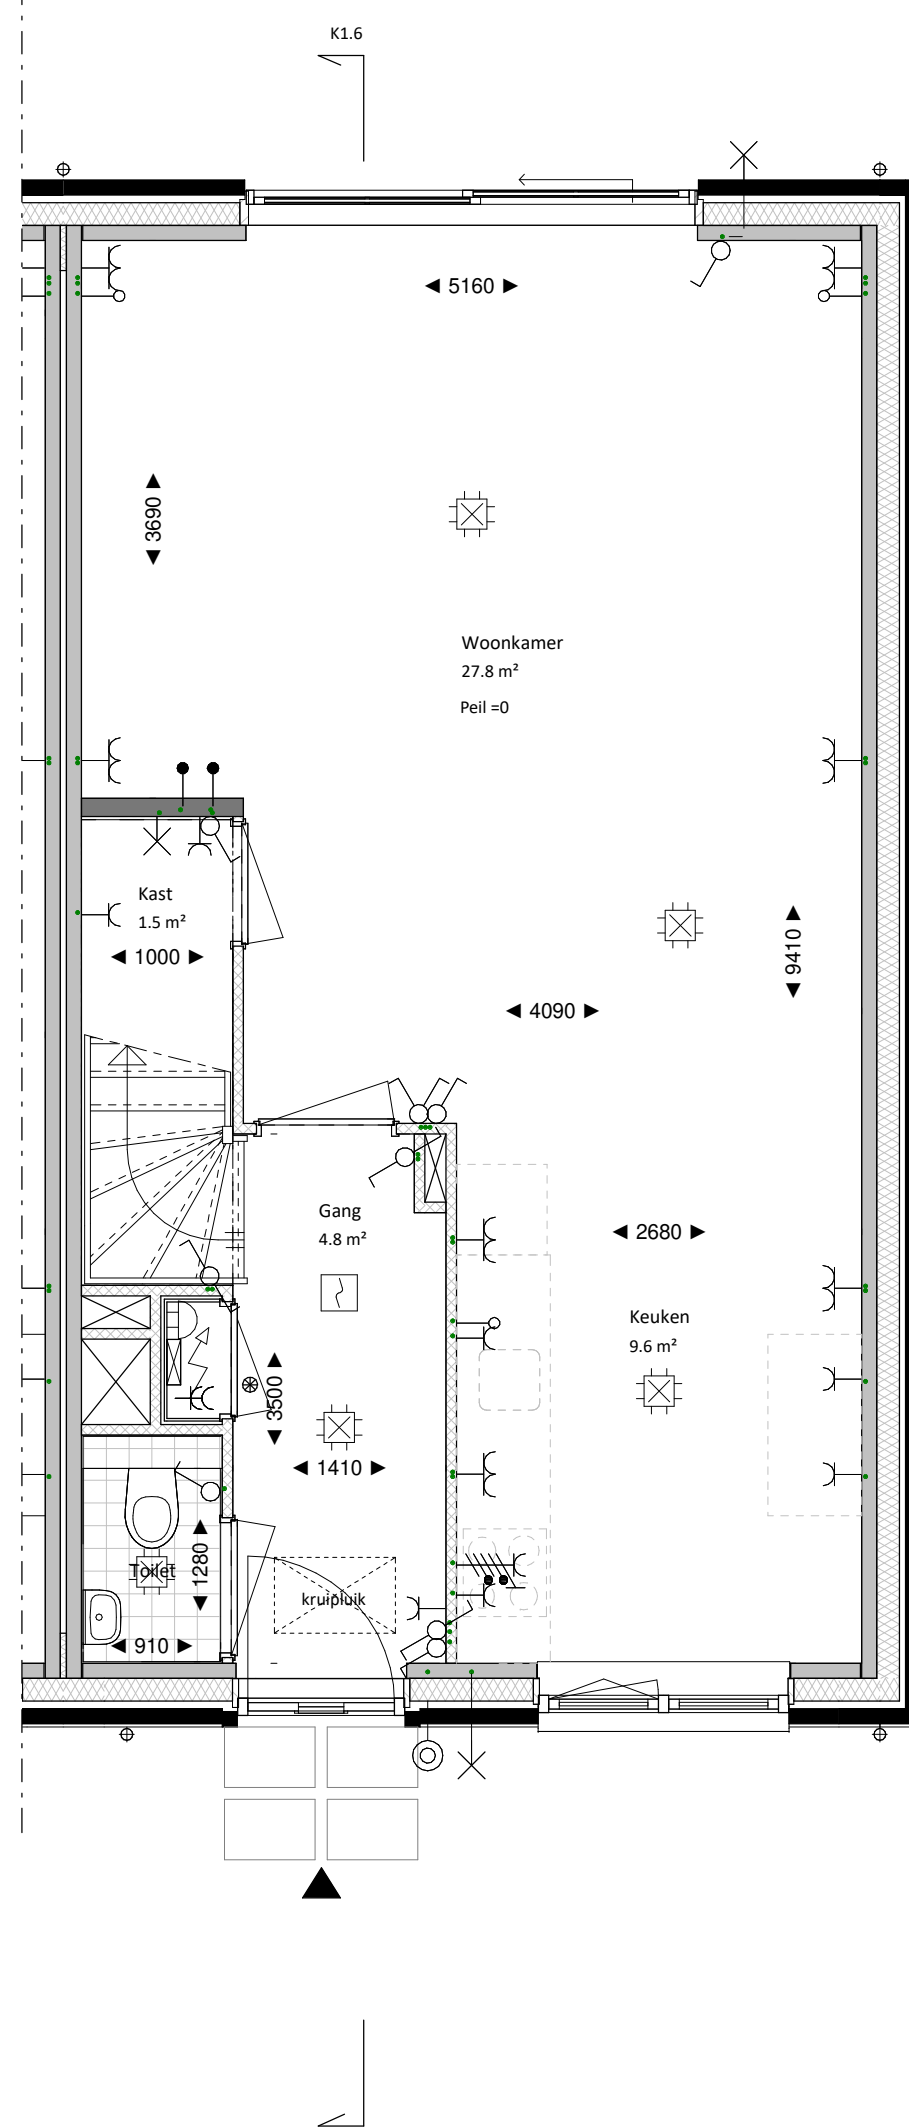 K1.6
5160
3690
Woonkamer
27.8 m²
Peil =0
Kast
1.5 m²
1000
9410
4090
Gang
4.8 m²
2680
Keuken
9.6 m²
3500
1410
Toilet
1280
kruipluik
910